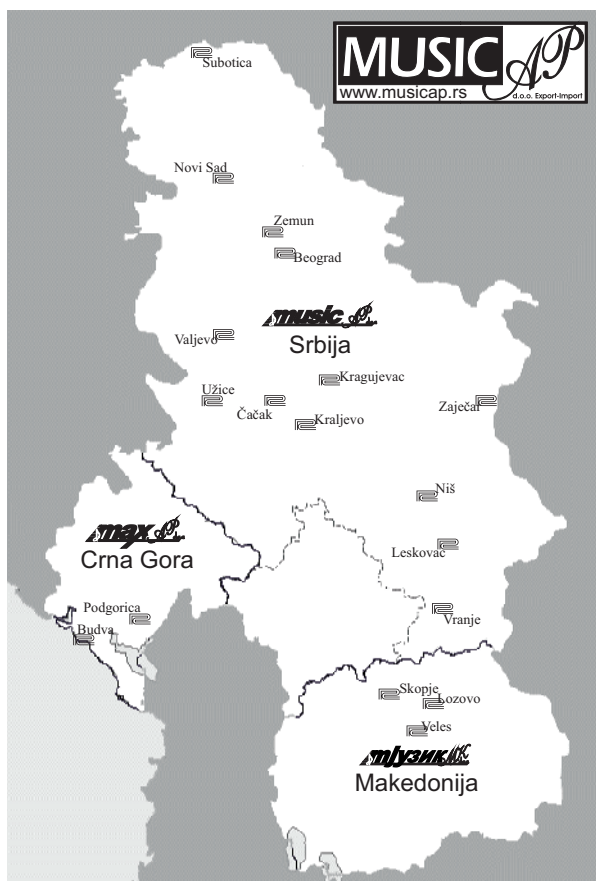 MUSIC AP
www.musicap.rs
d.o.o. Export-Import
Subotica
Novi Sad
Zemun
Beograd
music AP
Srbija
Valjevo
Kragujevac
Užice
Čačak
Zaječar
Kraljevo
Niš
max AP
Crna Gora
Leskovac
Podgorica
Vranje
Budva
Skopje
Lozovo
Veles
мјузик МК
Makedonija